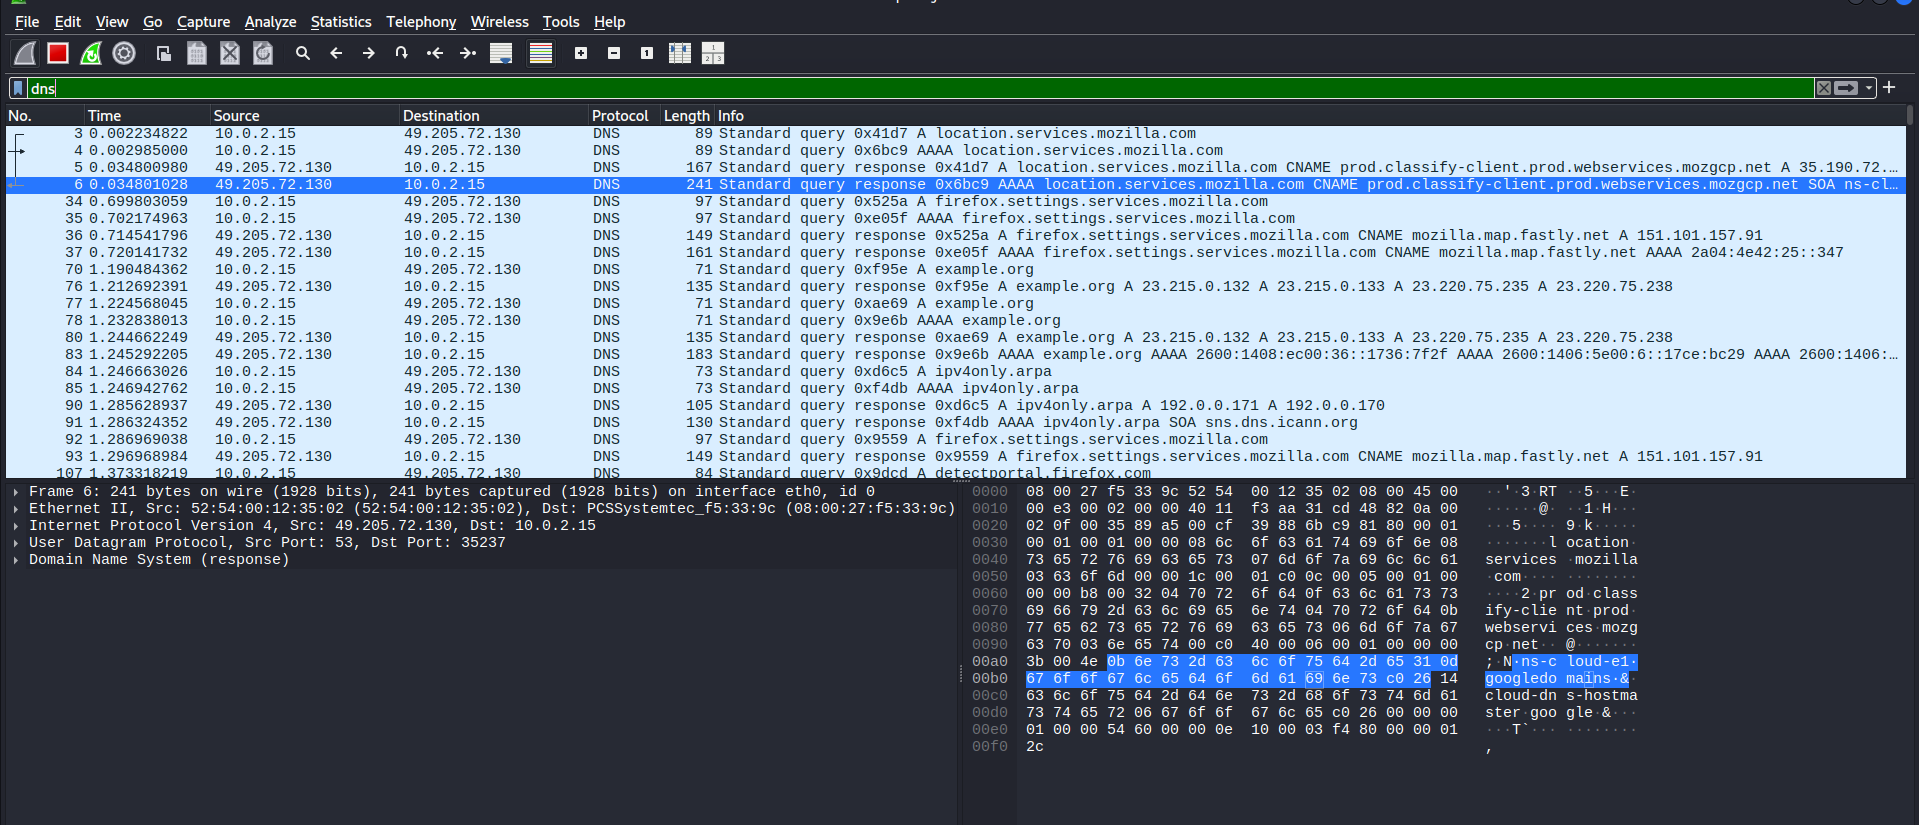 File Edit View Go Capture Analyze Statistics Telephony Wireless Tools Help
dns
No. Time Source Destination Protocol Length Info
3 0.002234822 10.0.2.15 49.205.72.130 DNS 89 Standard query 0x41d7 A location.services.mozilla.com
4 0.002985000 10.0.2.15 49.205.72.130 DNS 89 Standard query 0x6bc9 AAAA location.services.mozilla.com
5 0.034800980 49.205.72.130 10.0.2.15 DNS 167 Standard query response 0x41d7 A location.services.mozilla.com CNAME prod.classify-client.prod.webservices.mozgcp.net A 35.190.72.…
6 0.034801028 49.205.72.130 10.0.2.15 DNS 241 Standard query response 0x6bc9 AAAA location.services.mozilla.com CNAME prod.classify-client.prod.webservices.mozgcp.net SOA ns-cl…
34 0.699803059 10.0.2.15 49.205.72.130 DNS 97 Standard query 0x525a A firefox.settings.services.mozilla.com
35 0.702174963 10.0.2.15 49.205.72.130 DNS 97 Standard query 0xe05f AAAA firefox.settings.services.mozilla.com
36 0.714541796 49.205.72.130 10.0.2.15 DNS 149 Standard query response 0x525a A firefox.settings.services.mozilla.com CNAME mozilla.map.fastly.net A 151.101.157.91
37 0.720141732 49.205.72.130 10.0.2.15 DNS 161 Standard query response 0xe05f AAAA firefox.settings.services.mozilla.com CNAME mozilla.map.fastly.net AAAA 2a04:4e42:25::347
70 1.190484362 10.0.2.15 49.205.72.130 DNS 71 Standard query 0xf95e A example.org
76 1.212692391 49.205.72.130 10.0.2.15 DNS 135 Standard query response 0xf95e A example.org A 23.215.0.132 A 23.215.0.133 A 23.220.75.235 A 23.220.75.238
77 1.224568045 10.0.2.15 49.205.72.130 DNS 71 Standard query 0xae69 A example.org
78 1.232838013 10.0.2.15 49.205.72.130 DNS 71 Standard query 0x9e6b AAAA example.org
80 1.244662249 49.205.72.130 10.0.2.15 DNS 135 Standard query response 0xae69 A example.org A 23.215.0.132 A 23.215.0.133 A 23.220.75.235 A 23.220.75.238
83 1.245292205 49.205.72.130 10.0.2.15 DNS 183 Standard query response 0x9e6b AAAA example.org AAAA 2600:1408:ec00:36::1736:7f2f AAAA 2600:1406:5e00:6::17ce:bc29 AAAA 2600:1406:…
84 1.246663026 10.0.2.15 49.205.72.130 DNS 73 Standard query 0xd6c5 A ipv4only.arpa
85 1.246942762 10.0.2.15 49.205.72.130 DNS 73 Standard query 0xf4db AAAA ipv4only.arpa
90 1.285628937 49.205.72.130 10.0.2.15 DNS 105 Standard query response 0xd6c5 A ipv4only.arpa A 192.0.0.171 A 192.0.0.170
91 1.286324352 49.205.72.130 10.0.2.15 DNS 130 Standard query response 0xf4db AAAA ipv4only.arpa SOA sns.dns.icann.org
92 1.286969038 10.0.2.15 49.205.72.130 DNS 97 Standard query 0x9559 A firefox.settings.services.mozilla.com
93 1.296968984 49.205.72.130 10.0.2.15 DNS 149 Standard query response 0x9559 A firefox.settings.services.mozilla.com CNAME mozilla.map.fastly.net A 151.101.157.91
107 1.373318219 10.0.2.15 49.205.72.130 DNS 84 Standard query 0x9dcd A detectportal.firefox.com
Frame 6: 241 bytes on wire (1928 bits), 241 bytes captured (1928 bits) on interface eth0, id 0
Ethernet II, Src: 52:54:00:12:35:02 (52:54:00:12:35:02), Dst: PCSSystemtec_f5:33:9c (08:00:27:f5:33:9c)
Internet Protocol Version 4, Src: 49.205.72.130, Dst: 10.0.2.15
User Datagram Protocol, Src Port: 53, Dst Port: 35237
Domain Name System (response)
0000 08 00 27 f5 33 9c 52 54 00 12 35 02 08 00 45 00 ··'·3·RT ··5···E·
0010 00 e3 00 02 00 00 40 11 f3 aa 31 cd 48 82 0a 00 ······@· ··1·H···
0020 02 0f 00 35 89 a5 00 cf 39 88 6b c9 81 80 00 01 ···5···· 9·k·····
0030 00 01 00 01 00 00 08 6c 6f 63 61 74 69 6f 6e 08 ·······l ocation·
0040 73 65 72 76 69 63 65 73 07 6d 6f 7a 69 6c 6c 61 services ·mozilla
0050 03 63 6f 6d 00 00 1c 00 01 c0 0c 00 05 00 01 00 ·com···· ········
0060 00 00 b8 00 32 04 70 72 6f 64 0f 63 6c 61 73 73 ····2·pr od·class
0070 69 66 79 2d 63 6c 69 65 6e 74 04 70 72 6f 64 0b ify-clie nt·prod·
0080 77 65 62 73 65 72 76 69 63 65 73 06 6d 6f 7a 67 webservi ces·mozg
0090 63 70 03 6e 65 74 00 c0 40 00 06 00 01 00 00 00 cp·net·· @·······
00a0 3b 00 4e 0b 6e 73 2d 63 6c 6f 75 64 2d 65 31 0d ;·N·ns-c loud-e1·
00b0 67 6f 6f 67 6c 65 64 6f 6d 61 69 6e 73 c0 26 14 googledo mains·&·
00c0 63 6c 6f 75 64 2d 64 6e 73 2d 68 6f 73 74 6d 61 cloud-dn s-hostma
00d0 73 74 65 72 06 67 6f 6f 67 6c 65 c0 26 00 00 00 ster·goo gle·&···
00e0 01 00 00 54 60 00 00 0e 10 00 03 f4 80 00 00 01 ···T`··· ········
00f0 2c ,